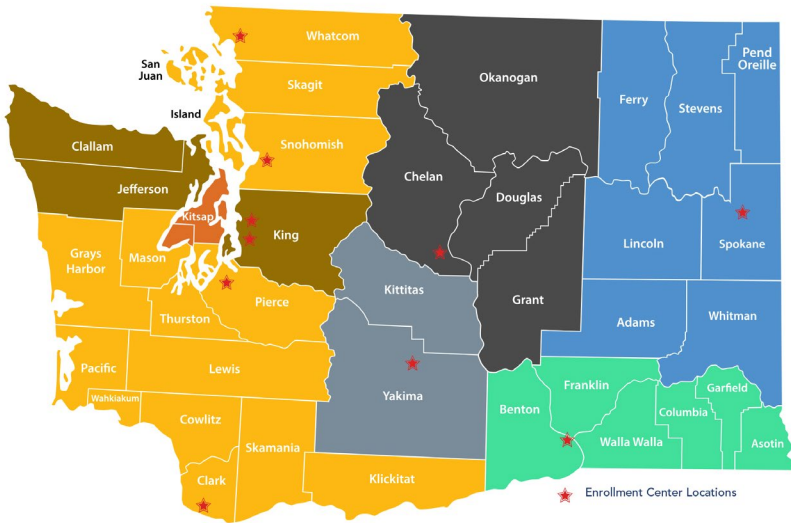 Whatcom
San
Juan
Skagit
Island
Okanogan
Pend
Oreille
Ferry
Stevens
Clallam
Snohomish
Jefferson
Chelan
Douglas
Kitsap
King
Lincoln
Spokane
Grays
Harbor
Mason
Kittitas
Grant
Pierce
Thurston
Adams
Whitman
Pacific
Lewis
Yakima
Wahkiakum
Cowlitz
Skamania
Benton
Franklin
Garfield
Columbia
Walla Walla
Asotin
Clark
Klickitat
Enrollment Center Locations